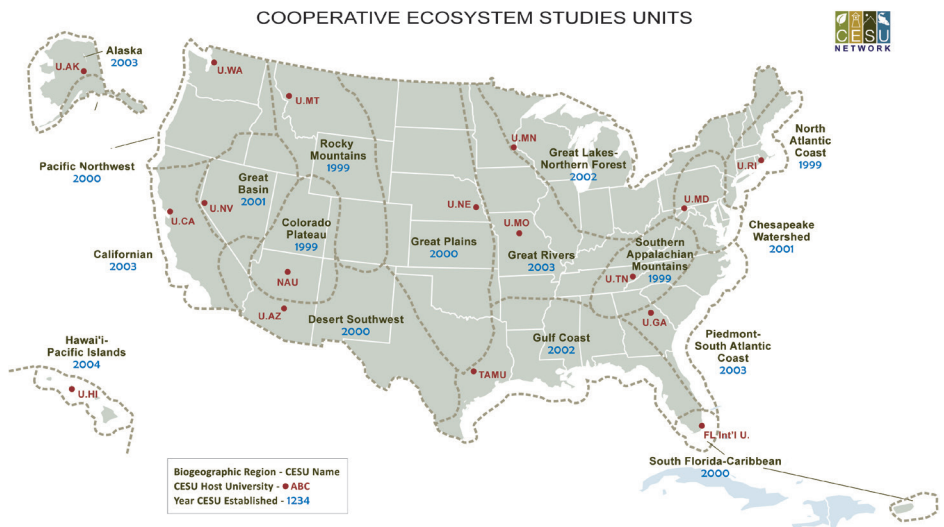 COOPERATIVE ECOSYSTEM STUDIES UNITS
CESU
NETWORK
Alaska
2003
U.AK
U.WA
U.MT
Pacific Northwest
2000
Rocky
Mountains
1999
Great
Basin
2001
U.NV
U.CA
Californian
2003
Colorado
Plateau
1999
NAU
U.AZ
Desert Southwest
2000
U.MN
Great Lakes-
Northern Forest
2002
U.NE
U.MO
Great Plains
2000
Great Rivers
2003
North
Atlantic
Coast
1999
U.RI
U.MD
Chesapeake
Watershed
2001
Southern
Appalachian
Mountains
1999
U.TN
U.GA
Gulf Coast
2002
TAMU
Piedmont-
South Atlantic
Coast
2003
Hawai'i-
Pacific Islands
2004
U.HI
FL Int'l U.
South Florida-Caribbean
2000
Biogeographic Region - CESU Name
CESU Host University - ABC
Year CESU Established - 1234